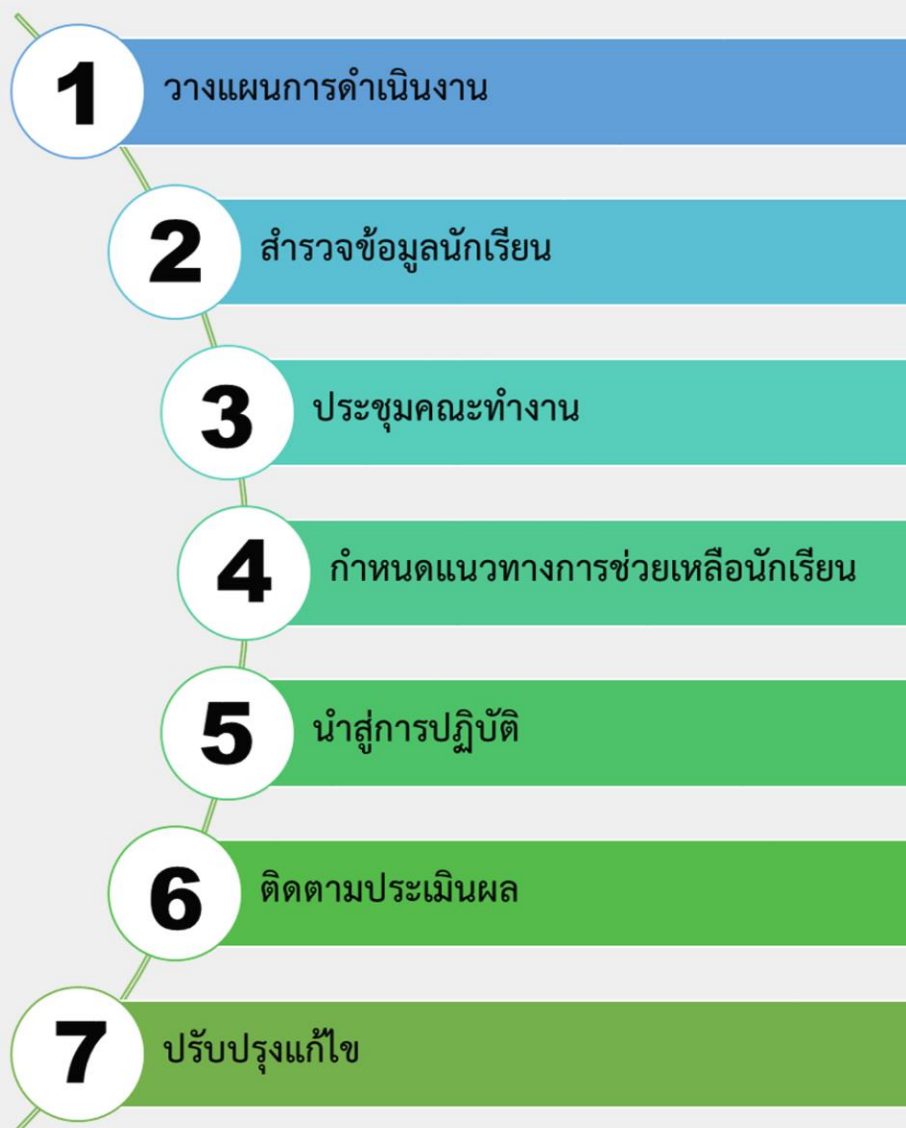 1 วางแผนการดำเนินงาน
2 สำรวจข้อมูลนักเรียน
3 ประชุมคณะทำงาน
4 กำหนดแนวทางการช่วยเหลือนักเรียน
5 นำสู่การปฏิบัติ
6 ติดตามประเมินผล
7 ปรับปรุงแก้ไข